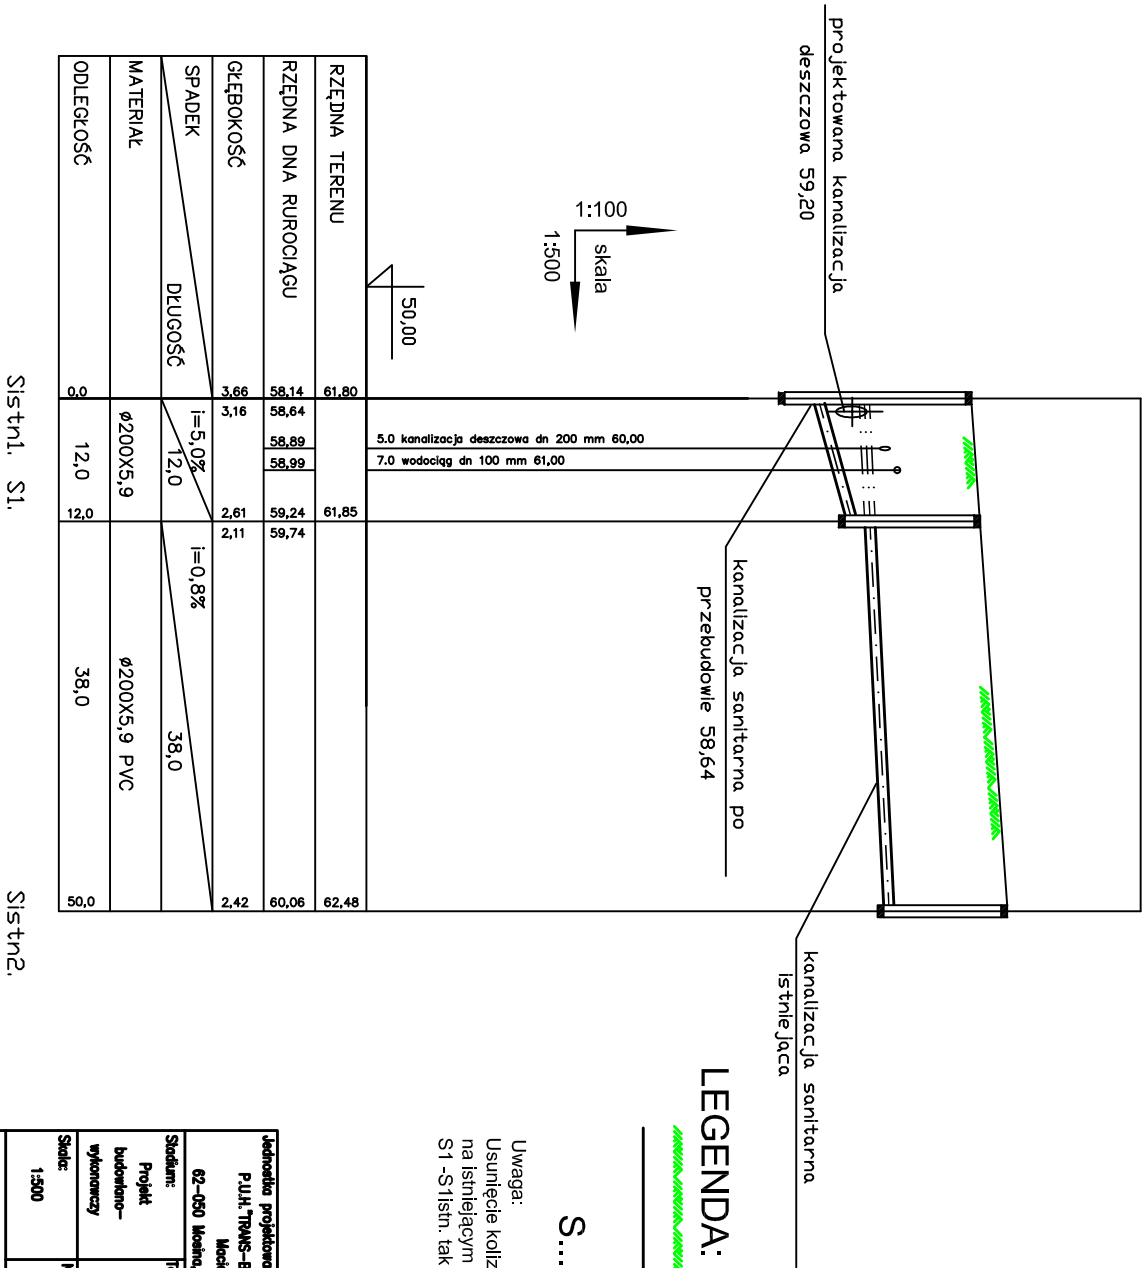 projektowana kanalizacja
deszczowa 59,20
1:100
skala
1:500
50,00
RZĘDNA TERENU
61,80
61,85
62,48
RZĘDNA DNA RUROCIĄGU
58,14
58,64
58,89
58,99
59,24
59,74
60,06
GŁĘBOKOŚĆ
3,66
3,16
2,61
2,11
2,42
SPADEK
DŁUGOŚĆ
i=5,0%
12,0
i=0,8%
38,0
MATERIAŁ
Ø200X5,9
Ø200X5,9 PVC
ODLEGŁOŚĆ
0,0
12,0
12,0
38,0
50,0
Sistn1.
S1.
Sistn2.
5.0 kanalizacja deszczowa dn 200 mm 60,00
7.0 wodociąg dn 100 mm 61,00
kanalizacja sanitarna po
przebudowie 58,64
kanalizacja sanitarna
istniejaca
LEGENDA:
S...
Uwaga:
Usunięcie koliz
na istniejącym
S1 -S1istn. tak
Jednostka projektowa
P.U.H."TRANS-B
Macie
62-050 Mosina,
Stadium:
Projekt
budowlano-
wykonawczy
Skala:
1:500